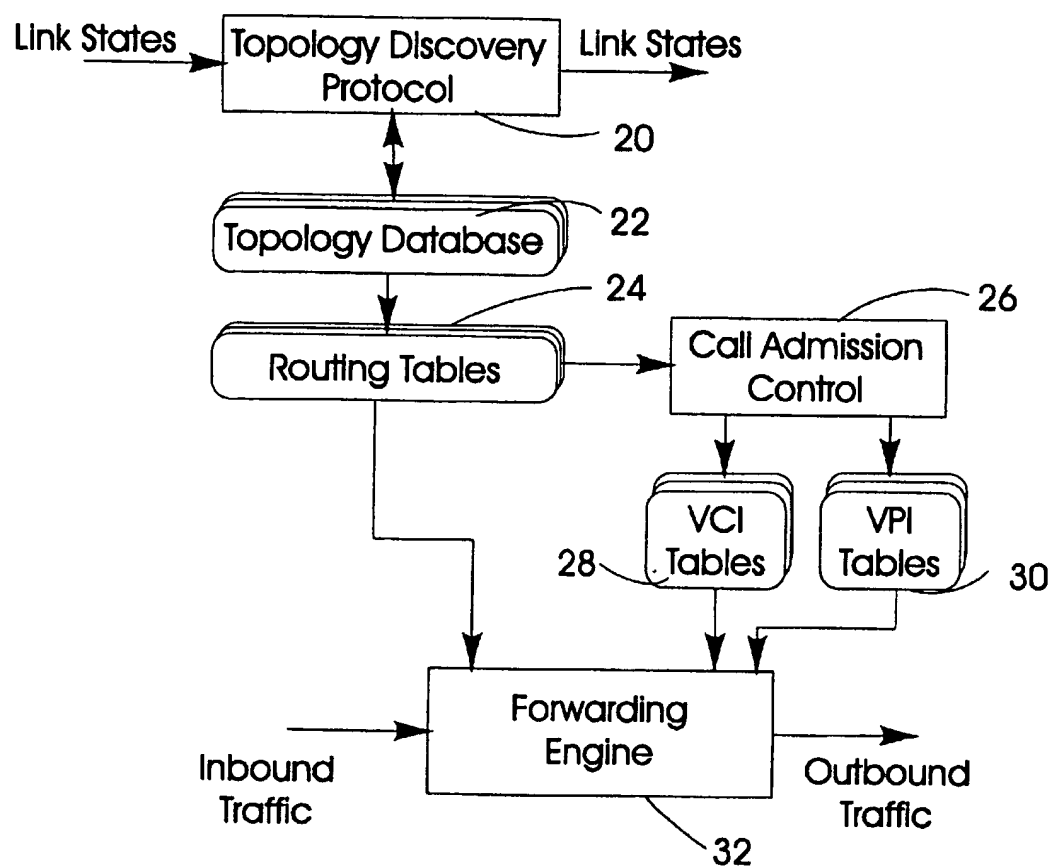 Link States
Topology Discovery
Protocol
Link States
20
22
Topology Database
24
Routing Tables
26
Call Admission
Control
VCI
Tables
28
VPI
Tables
30
Forwarding
Engine
Inbound
Traffic
Outbound
Traffic
32